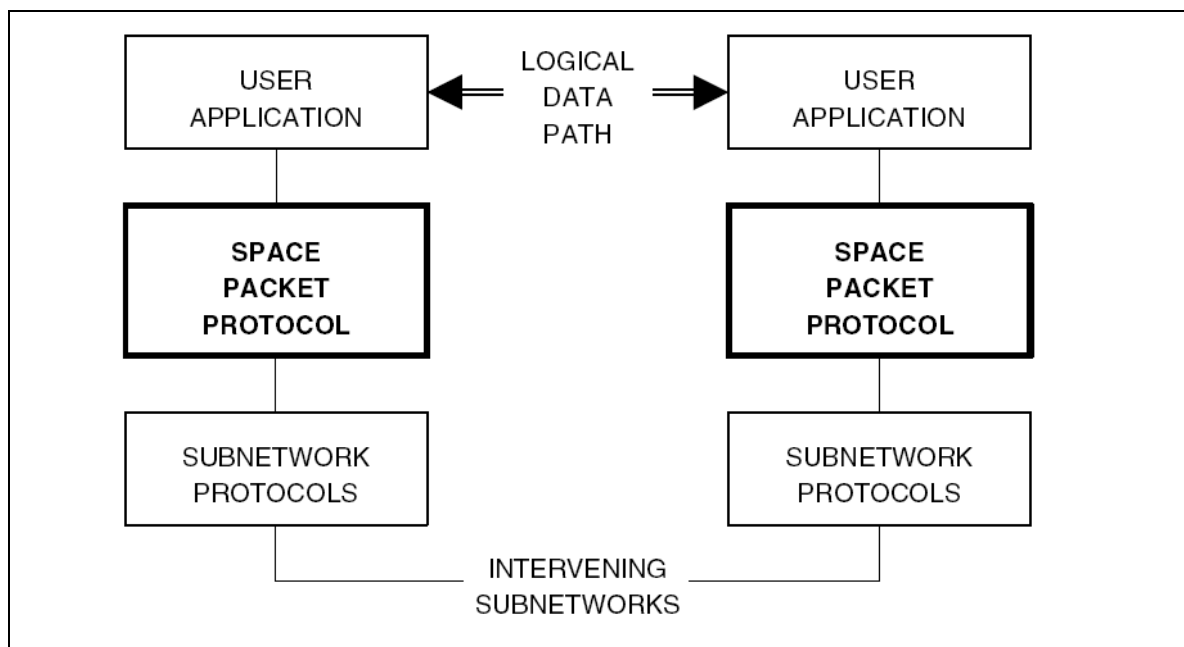 USER
APPLICATION
LOGICAL
DATA
PATH
USER
APPLICATION
SPACE
PACKET
PROTOCOL
SPACE
PACKET
PROTOCOL
SUBNETWORK
PROTOCOLS
SUBNETWORK
PROTOCOLS
INTERVENING
SUBNETWORKS